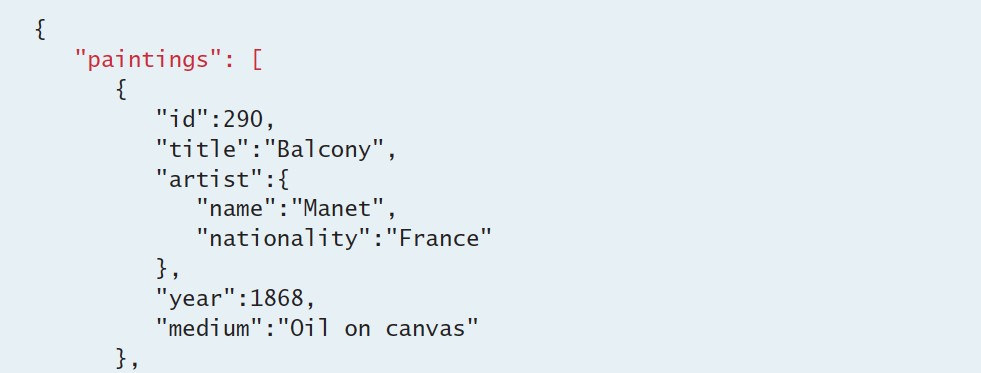 {
"paintings": [
{
"id":290,
"title":"Balcony",
"artist":{
"name":"Manet",
"nationality":"France"
},
"year":1868,
"medium":"Oil on canvas"
},